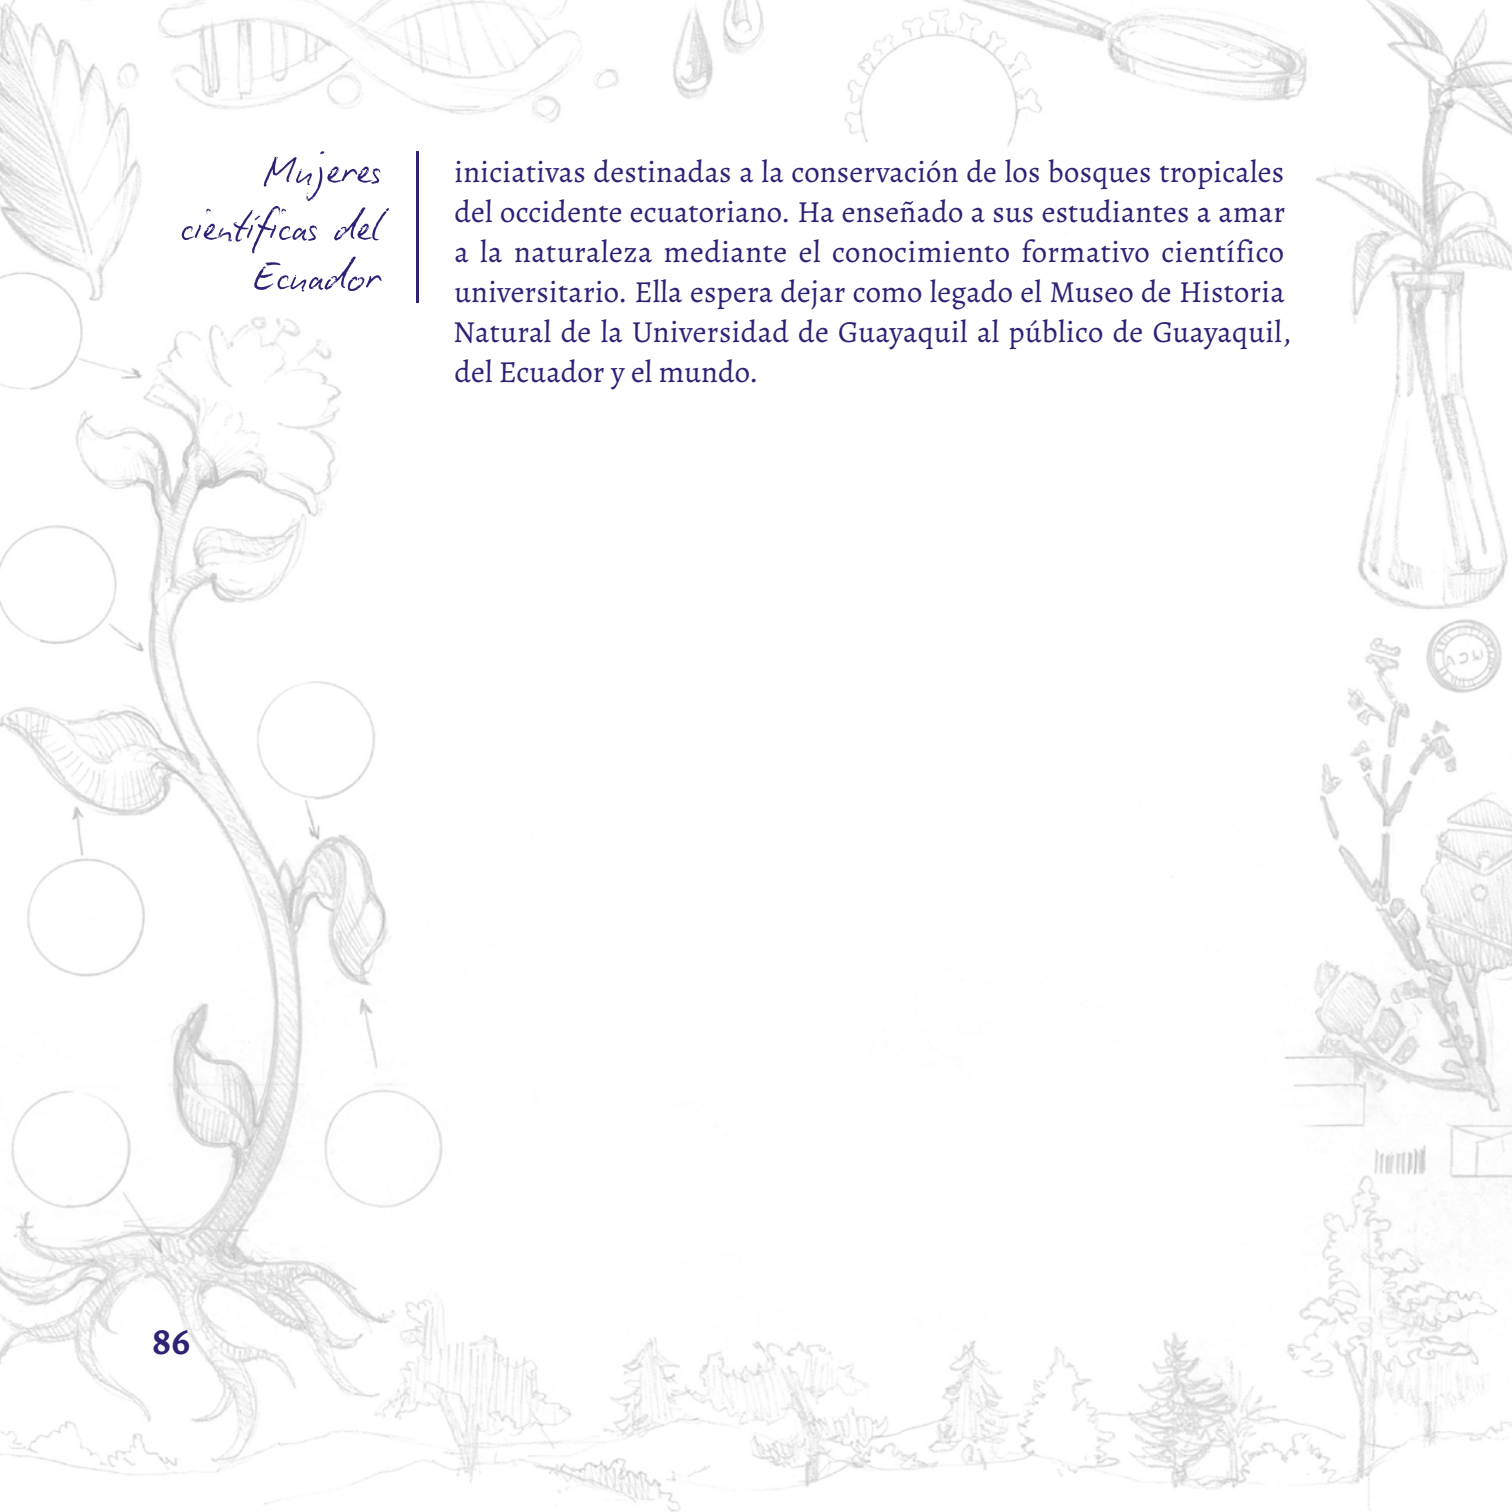 Mujeres
científicas del
Ecuador
iniciativas destinadas a la conservación de los bosques tropicales
del occidente ecuatoriano. Ha enseñado a sus estudiantes a amar
a la naturaleza mediante el conocimiento formativo científico
universitario. Ella espera dejar como legado el Museo de Historia
Natural de la Universidad de Guayaquil al público de Guayaquil,
del Ecuador y el mundo.
86